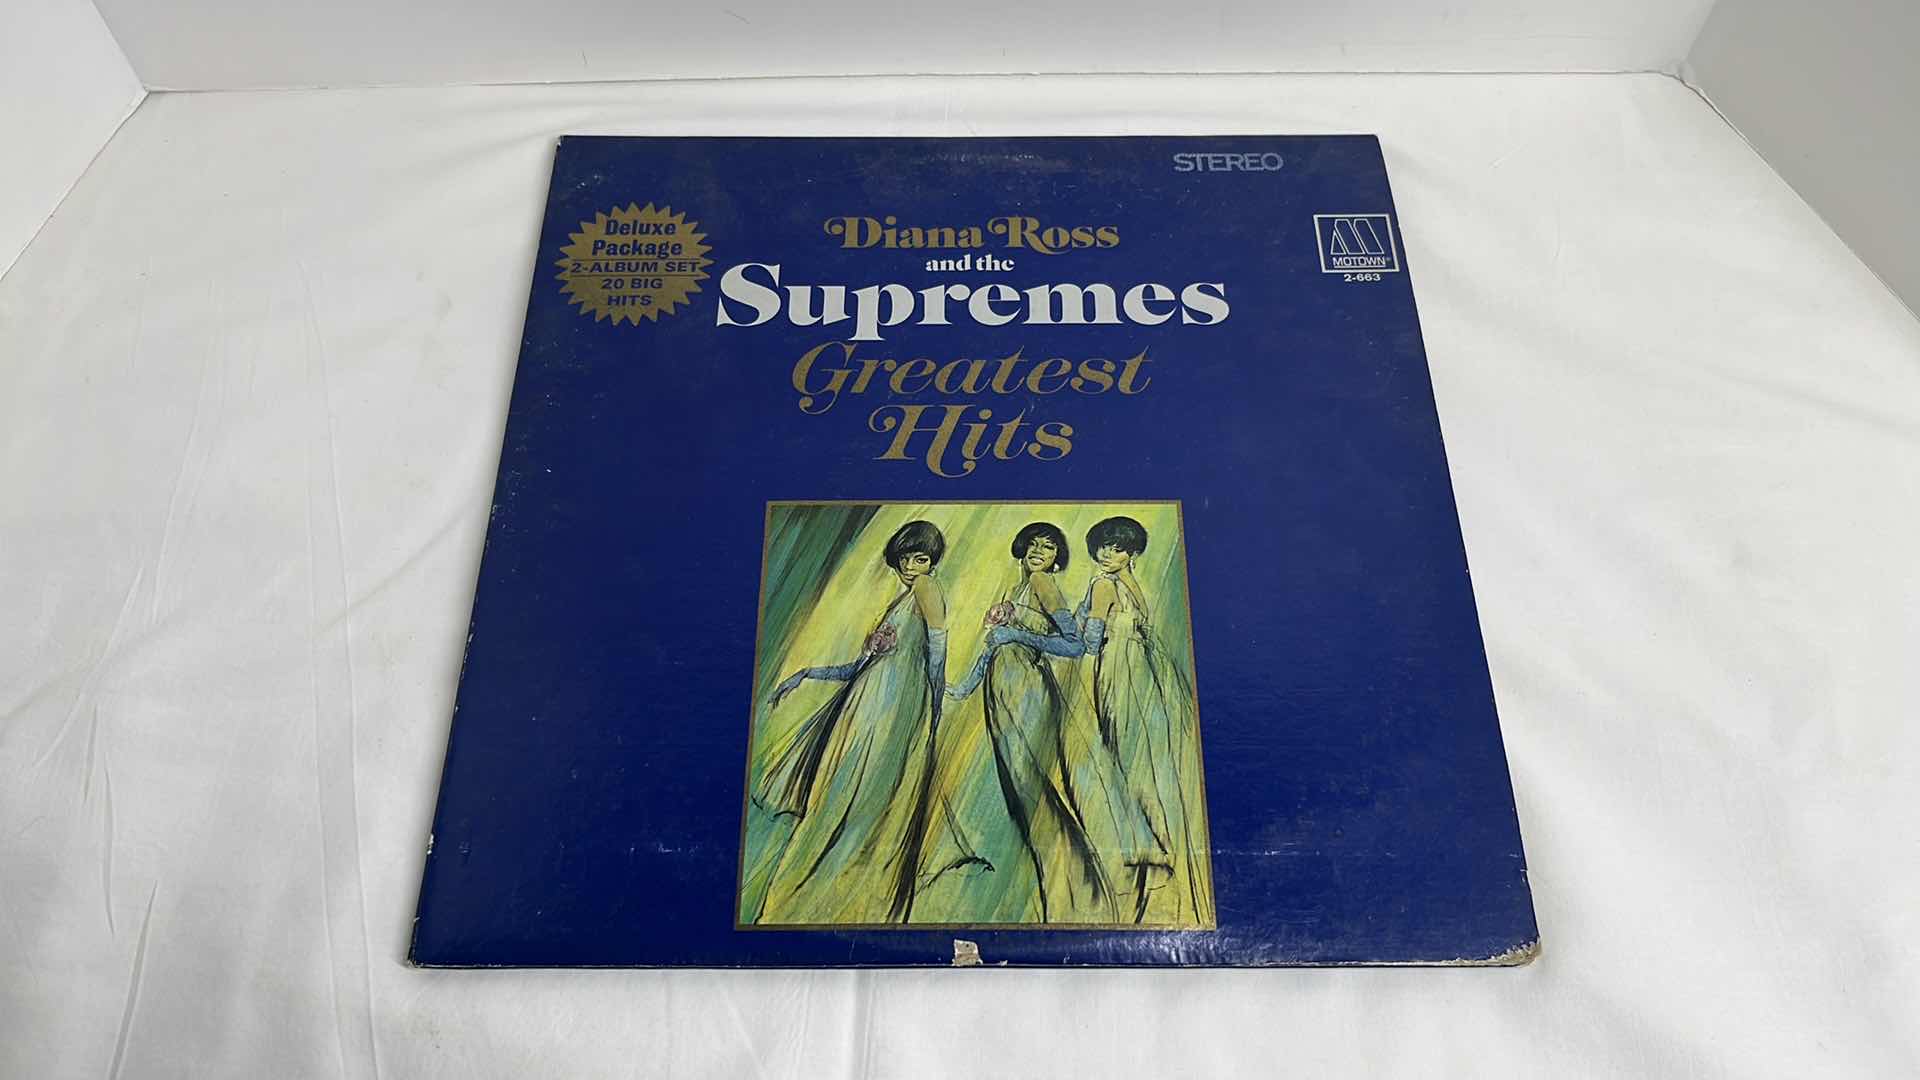 STEREO
Deluxe
Package
2-ALBUM SET
20 BIG
HITS
Diana Ross
and the
Supremes
Greatest
Hits
MOTOWN®
2-663